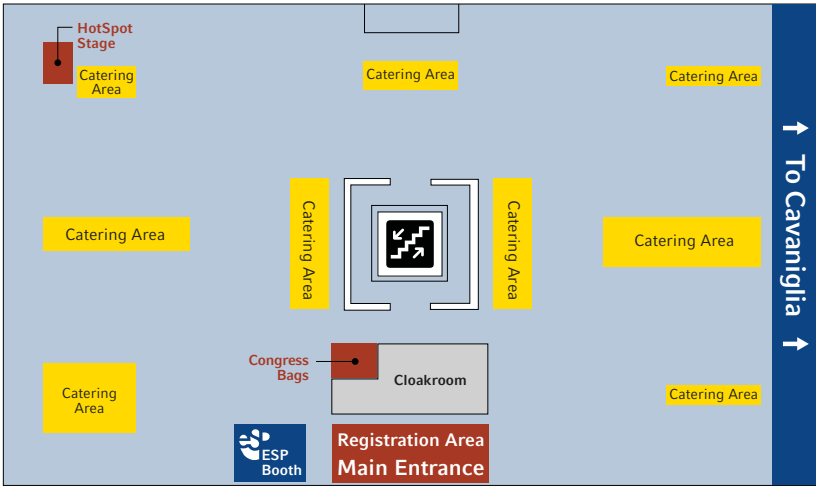 HotSpot
Stage
Catering
Area
Catering Area
Catering Area
Catering Area
Catering Area
Catering Area
Catering Area
To Cavaniglia
Congress
Bags
Cloakroom
Catering
Area
Catering Area
ESP
Booth
Registration Area
Main Entrance